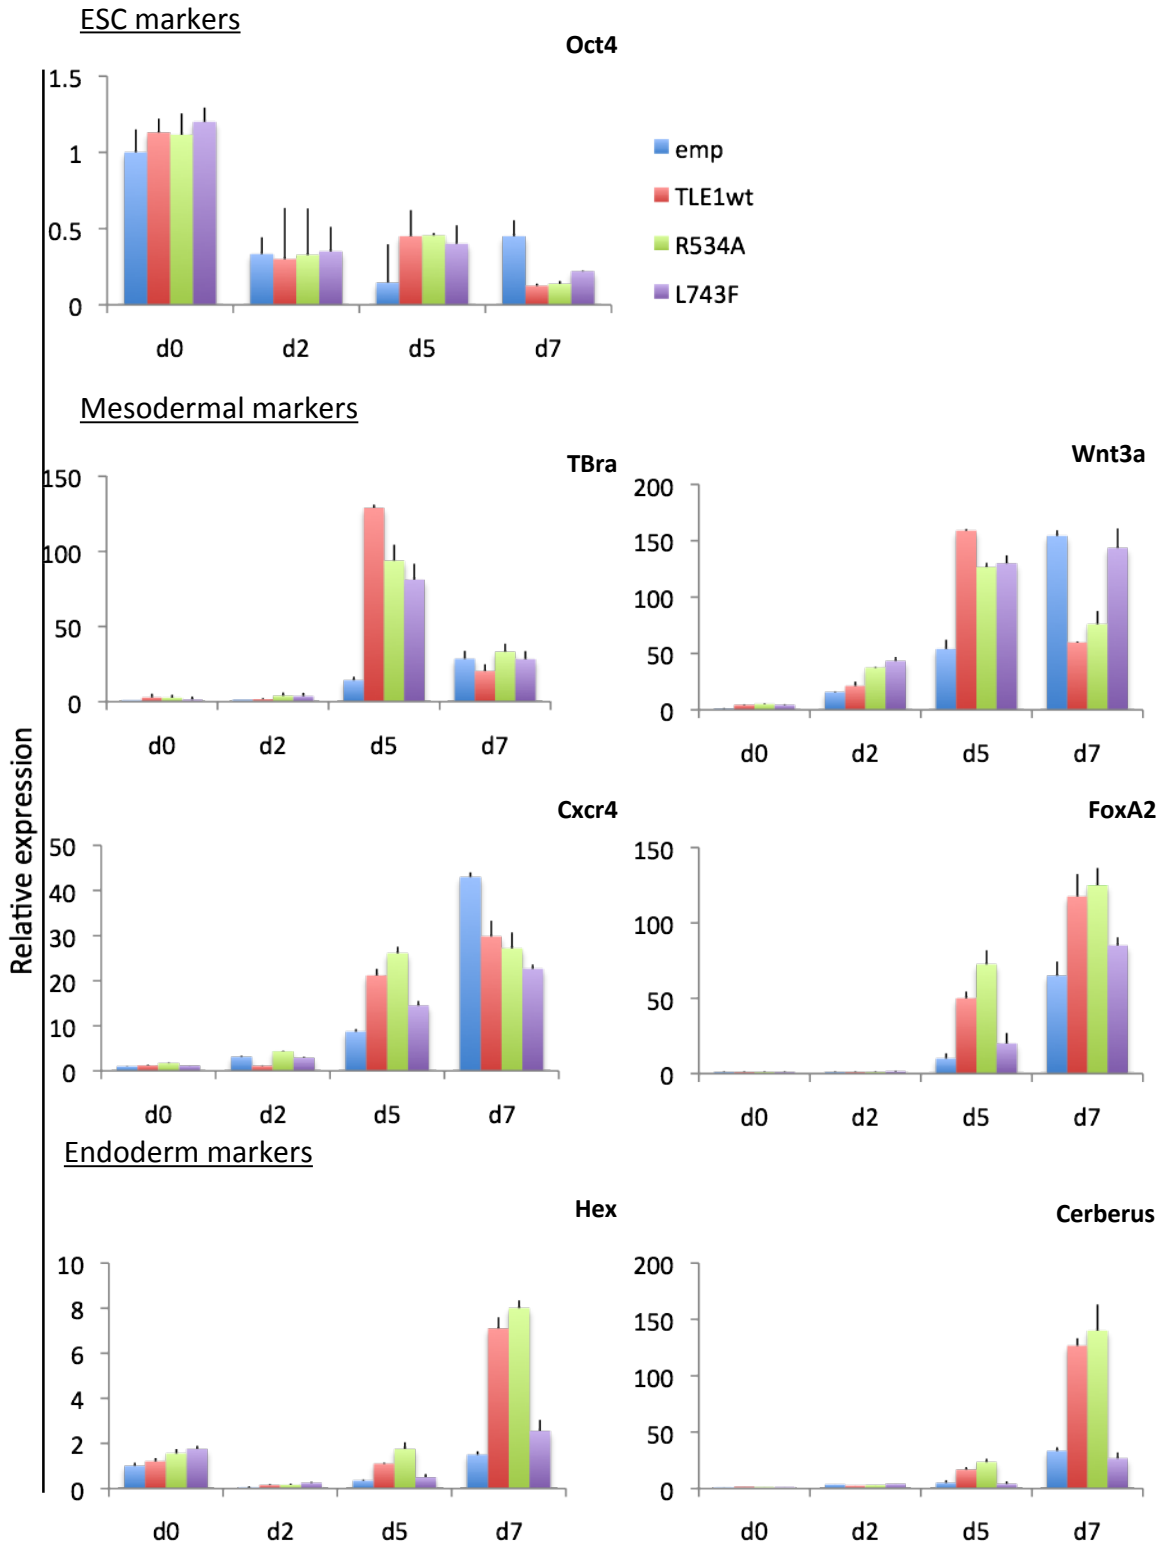 ESC markers
Oct4
1.5
1
0.5
0
d0 d2 d5 d7
emp
TLE1wt
R534A
L743F
Mesodermal markers
TBra
150
100
50
0
d0 d2 d5 d7
Wnt3a
200
150
100
50
0
d0 d2 d5 d7
Relative expression
Cxcr4
50
40
30
20
10
0
d0 d2 d5 d7
FoxA2
150
100
50
0
d0 d2 d5 d7
Endoderm markers
Hex
10
8
6
4
2
0
d0 d2 d5 d7
Cerberus
200
150
100
50
0
d0 d2 d5 d7